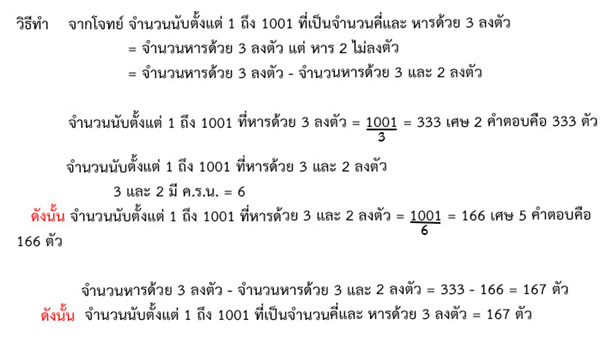 วิธีทำ จากโจทย์ จำนวนนับตั้งแต่ 1 ถึง 1001 ที่เป็นจำนวนคี่และ หารด้วย 3 ลงตัว
= จำนวนหารด้วย 3 ลงตัว แต่ หาร 2 ไม่ลงตัว
= จำนวนหารด้วย 3 ลงตัว - จำนวนหารด้วย 3 และ 2 ลงตัว
จำนวนนับตั้งแต่ 1 ถึง 1001 ที่หารด้วย 3 ลงตัว = 1001/3 = 333 เศษ 2 คำตอบคือ 333 ตัว
จำนวนนับตั้งแต่ 1 ถึง 1001 ที่หารด้วย 3 และ 2 ลงตัว
3 และ 2 มี ค.ร.น. = 6
ดังนั้น จำนวนนับตั้งแต่ 1 ถึง 1001 ที่หารด้วย 3 และ 2 ลงตัว = 1001/6 = 166 เศษ 5 คำตอบคือ
166 ตัว
จำนวนหารด้วย 3 ลงตัว - จำนวนหารด้วย 3 และ 2 ลงตัว = 333 - 166 = 167 ตัว
ดังนั้น จำนวนนับตั้งแต่ 1 ถึง 1001 ที่เป็นจำนวนคี่และ หารด้วย 3 ลงตัว = 167 ตัว